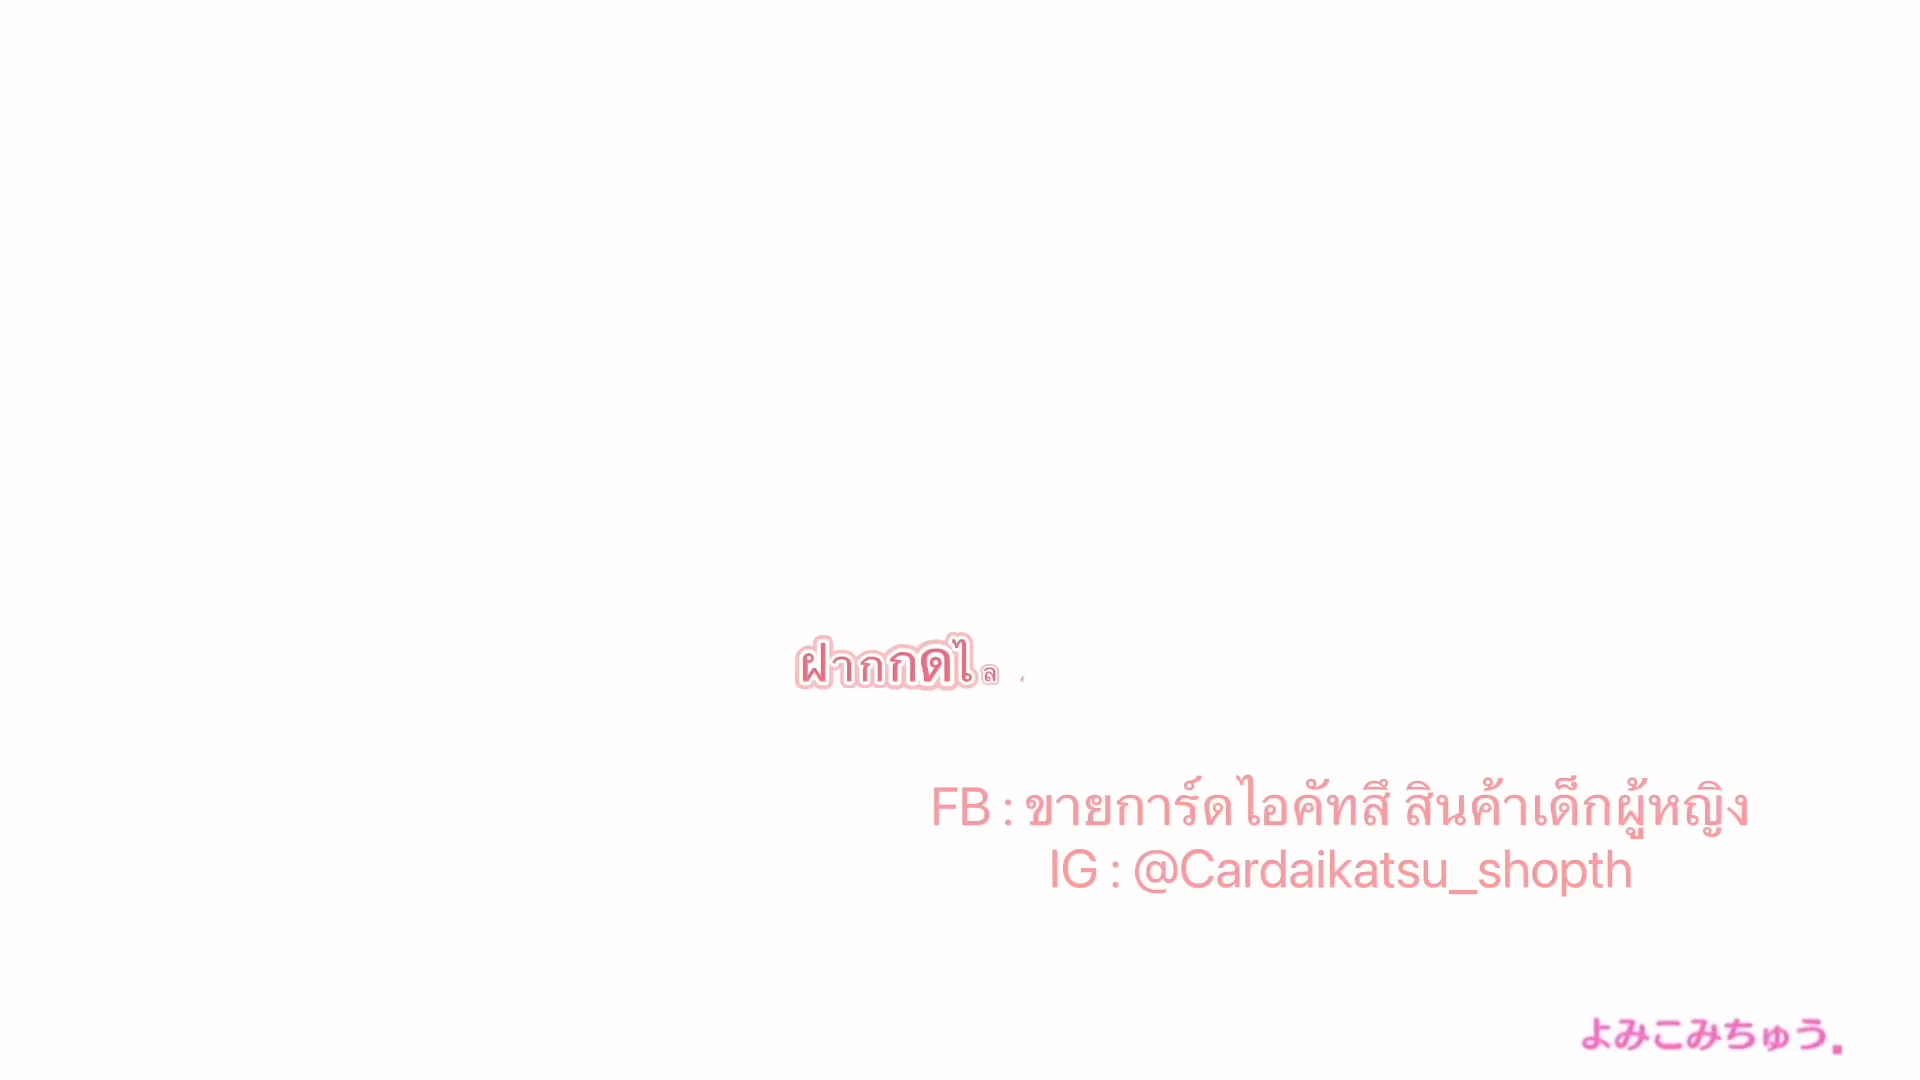 ฝากกดไล
FB : ขายการ์ดไอคัทสึ สินค้าเด็กผู้หญิง
IG : @Cardaikatsu_shopth
よみこみちゅう.